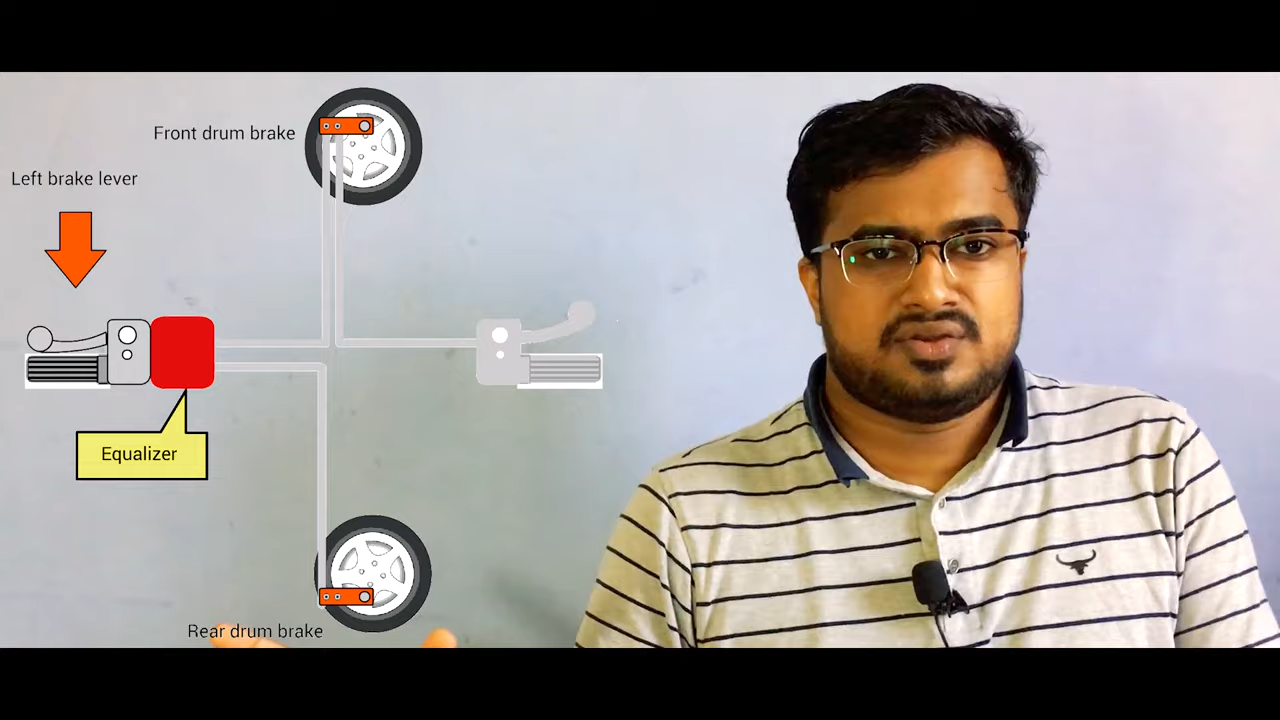 Front drum brake
Left brake lever
Equalizer
Rear drum brake